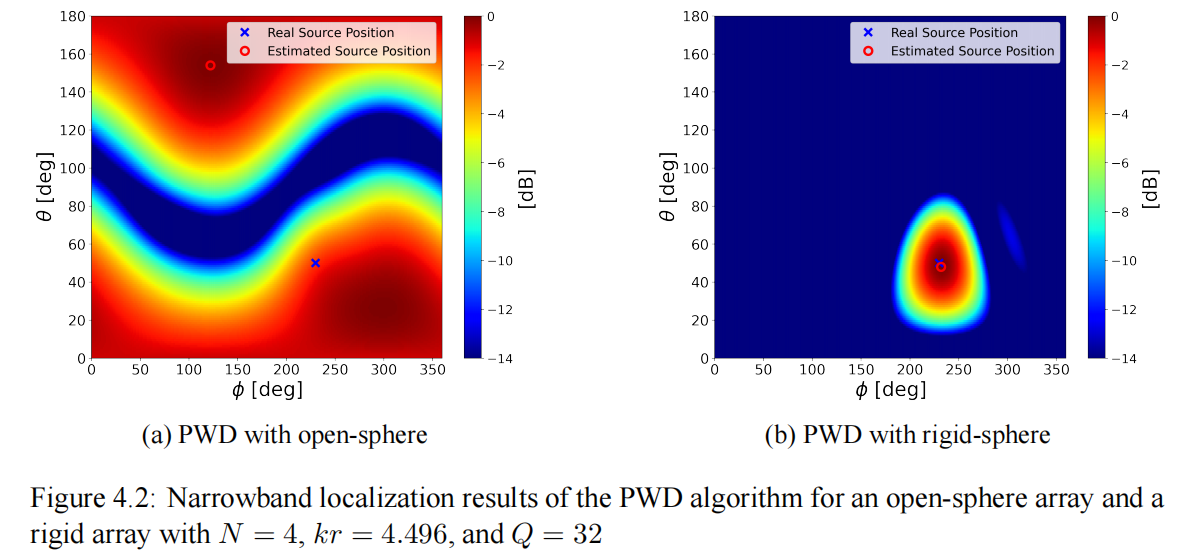 180
160
140
120
100
80
60
40
20
0
θ [deg]
0 50 100 150 200 250 300 350
ϕ [deg]
Real Source Position
Estimated Source Position
0
−2
−4
−6
−8
−10
−12
−14
[dB]
(a) PWD with open-sphere
180
160
140
120
100
80
60
40
20
0
θ [deg]
0 50 100 150 200 250 300 350
ϕ [deg]
Real Source Position
Estimated Source Position
0
−2
−4
−6
−8
−10
−12
−14
[dB]
(b) PWD with rigid-sphere
Figure 4.2: Narrowband localization results of the PWD algorithm for an open-sphere array and a
rigid array with N = 4, kr = 4.496, and Q = 32